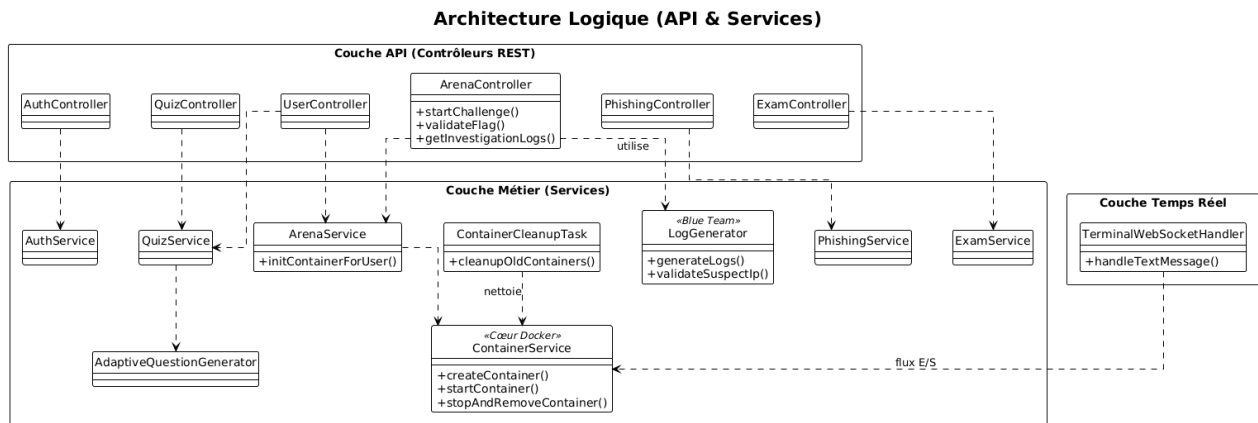 Architecture Logique (API & Services)
Couche API (Contrôleurs REST)
AuthController
QuizController
UserController
ArenaController
+startChallenge()
+validateFlag()
+getInvestigationLogs()
PhishingController
ExamController
utilise
Couche Métier (Services)
AuthService
QuizService
ArenaService
+initContainerForUser()
ContainerCleanupTask
+cleanupOldContainers()
«Blue Team»
LogGenerator
+generateLogs()
+validateSuspectIp()
PhishingService
ExamService
Couche Temps Réel
TerminalWebSocketHandler
+handleTextMessage()
nettoie
AdaptiveQuestionGenerator
«Cœur Docker»
ContainerService
+createContainer()
+startContainer()
+stopAndRemoveContainer()
flux E/S